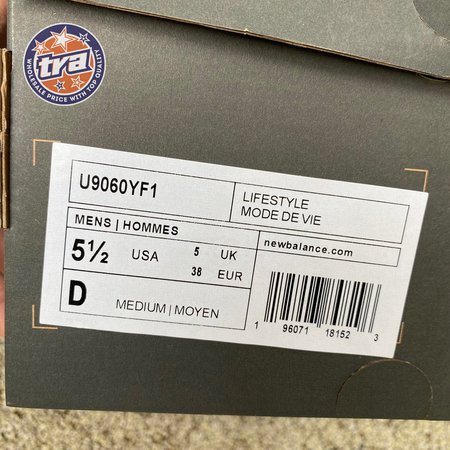 tra
WHOLESALE PRICE WITH TOP QUALITY
U9060YF1
LIFESTYLE
MODE DE VIE
MENS | HOMMES
newbalance.com
5½ USA 5 UK
38 EUR
D MEDIUM | MOYEN
1 96071 18152 3